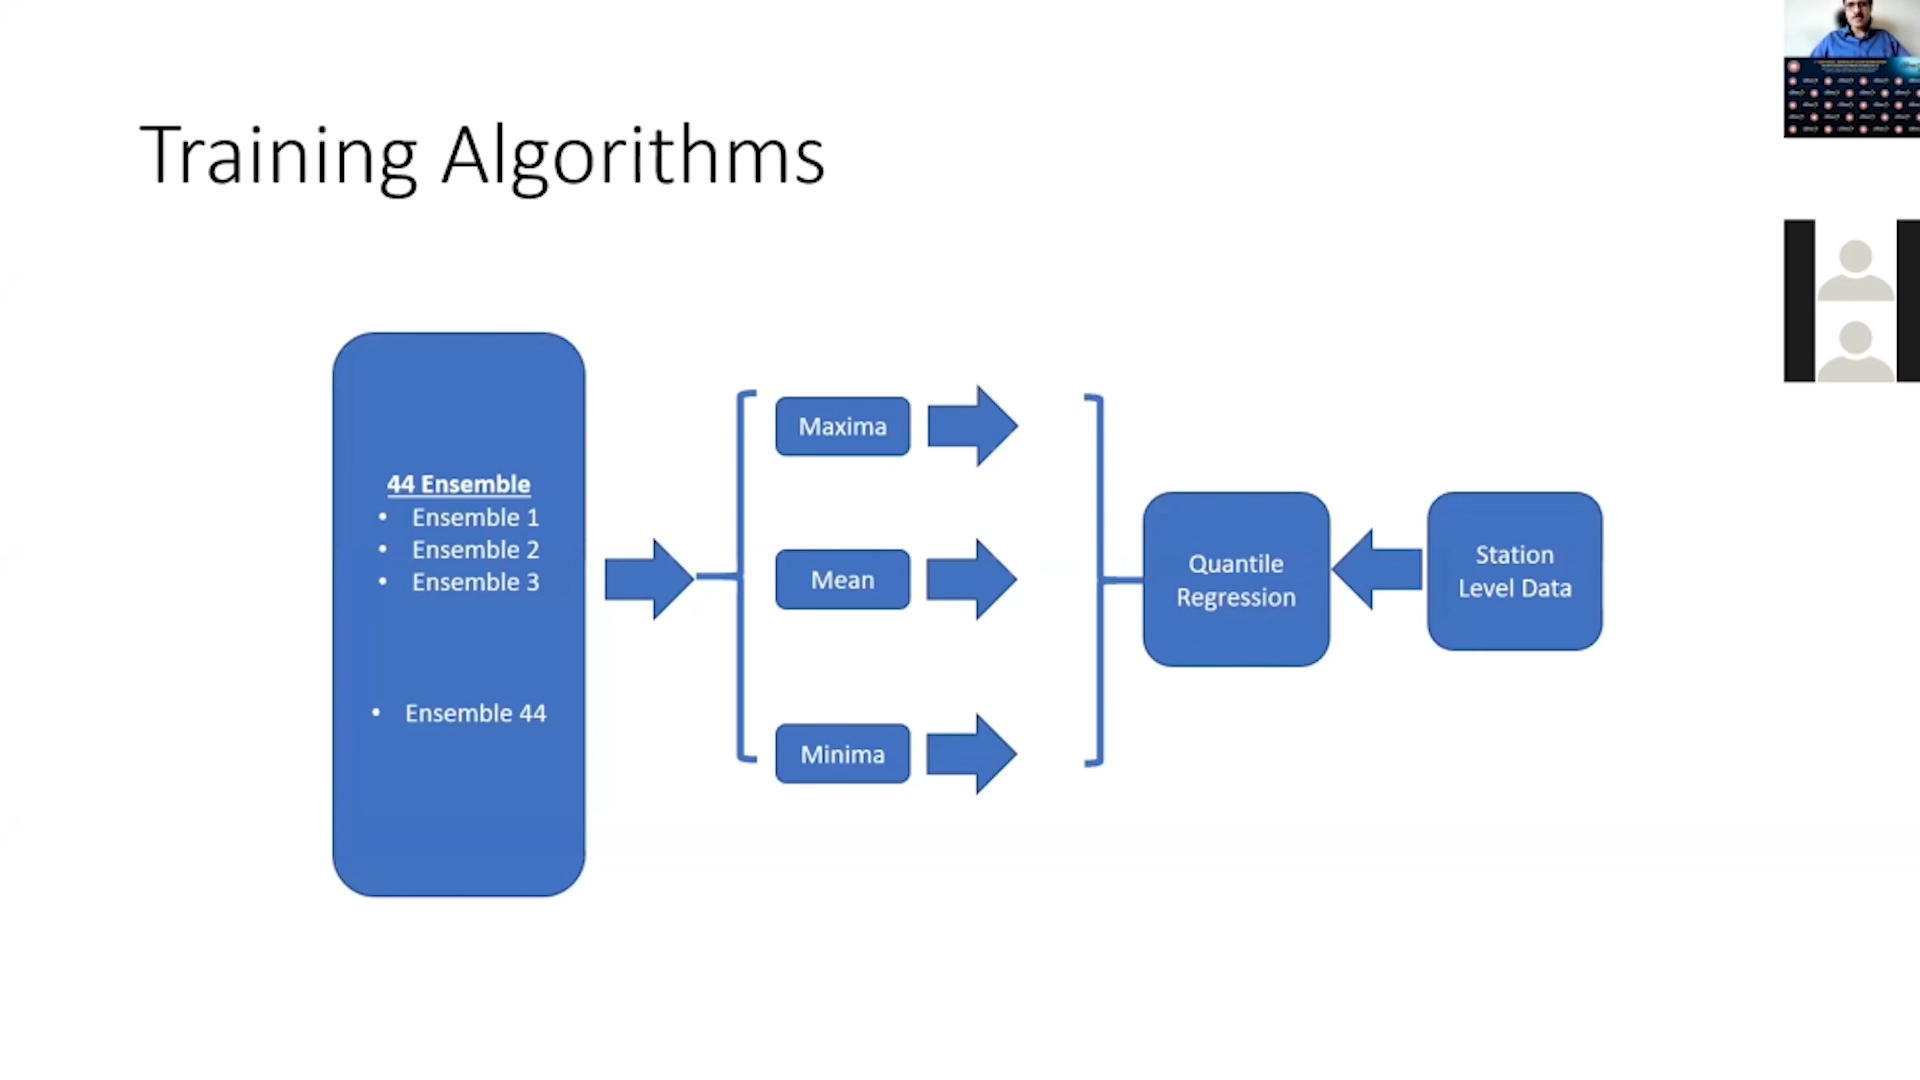 Training Algorithms
44 Ensemble
• Ensemble 1
• Ensemble 2
• Ensemble 3
• Ensemble 44
Maxima
Mean
Minima
Quantile
Regression
Station
Level Data